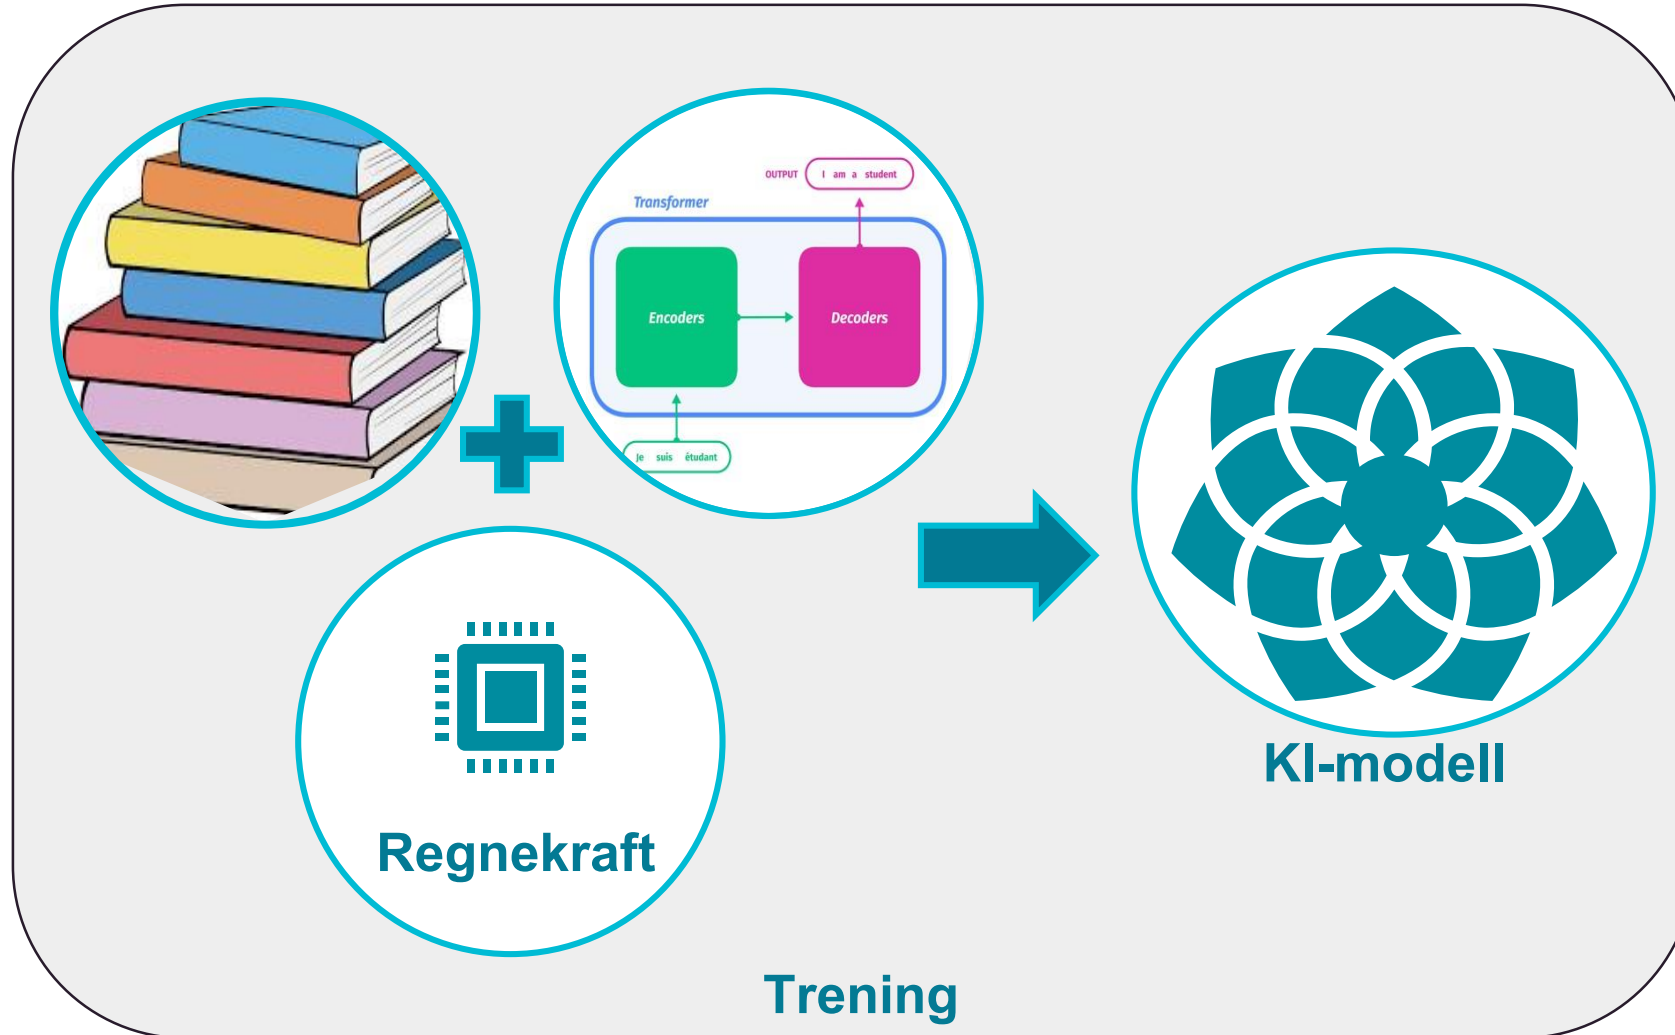 OUTPUT
I am a student
Transformer
Encoders
Decoders
Je suis étudant
Regnekraft
KI-modell
Trening